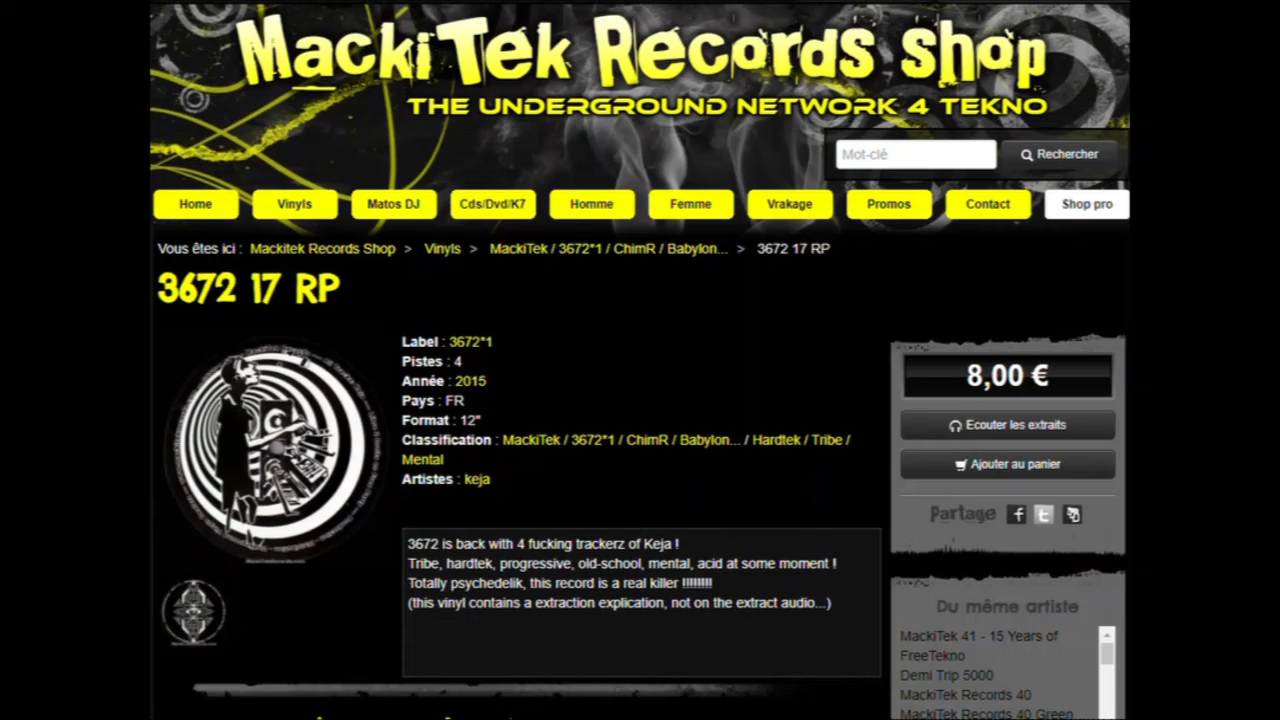 MackiTek Records Shop
THE UNDERGROUND NETWORK 4 TEKNO
Mot-clé
Rechercher
Home Vinyls Matos DJ Cds/Dvd/K7 Homme Femme Vrakage Promos Contact Shop pro
Vous êtes ici : Mackitek Records Shop > Vinyls > MackiTek / 3672*1 / ChimR / Babylon... > 3672 17 RP
3672 17 RP
Label : 3672*1
Pistes : 4
Année : 2015
Pays : FR
Format : 12"
Classification : MackiTek / 3672*1 / ChimR / Babylon... / Hardtek / Tribe /
Mental
Artistes : keja
3672 is back with 4 fucking trackerz of Keja !
Tribe, hardtek, progressive, old-school, mental, acid at some moment !
Totally psychedelik, this record is a real killer !!!!!!!!!
(this vinyl contains a extraction explication, not on the extract audio...)
8,00 €
Ecouter les extraits
Ajouter au panier
Partage
Du même artiste
MackiTek 41 - 15 Years of
FreeTekno
Demi Trip 5000
MackiTek Records 40
MackiTek Records 40 Green